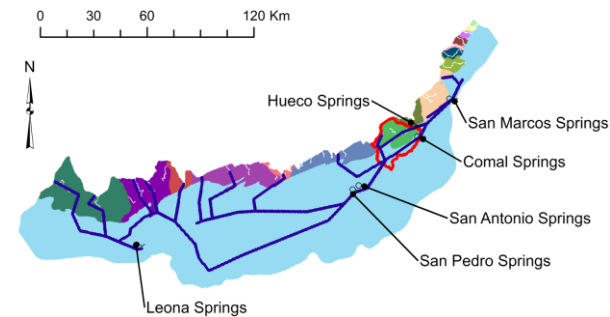 0 30 60 120 Km
N
Hueco Springs
San Marcos Springs
Comal Springs
San Antonio Springs
San Pedro Springs
Leona Springs